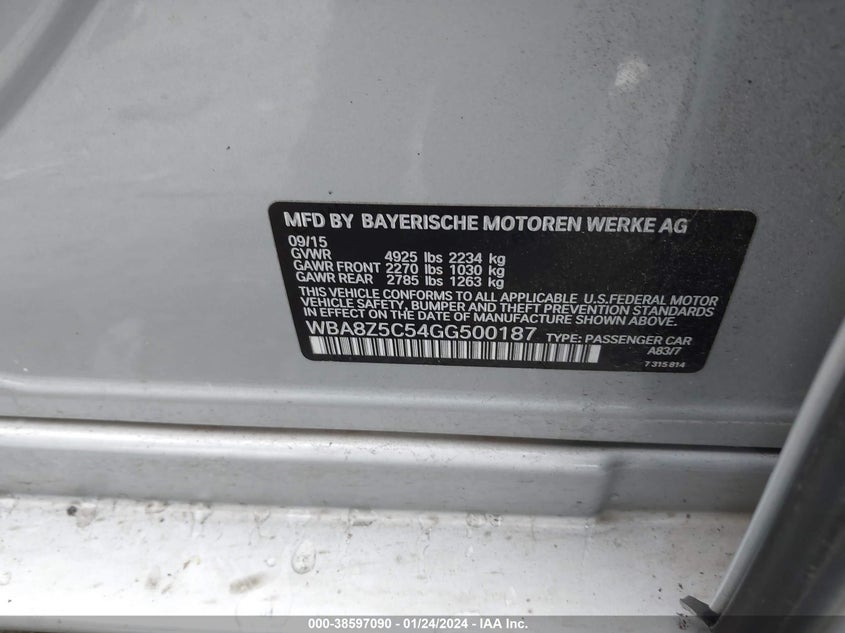 MFD BY BAYERISCHE MOTOREN WERKE AG
09/15
GVWR 4925 lbs 2234 kg
GAWR FRONT 2270 lbs 1030 kg
GAWR REAR 2785 lbs 1263 kg
THIS VEHICLE CONFORMS TO ALL APPLICABLE U.S.FEDERAL MOTOR
VEHICLE SAFETY, BUMPER AND THEFT PREVENTION STANDARDS
IN EFFECT ON THE DATE OF MANUFACTURE SHOWN ABOVE.
WBA8Z5C54GG500187 TYPE: PASSENGER CAR
A83/7
7 315 814
000-38597090 - 01/24/2024 - IAA Inc.